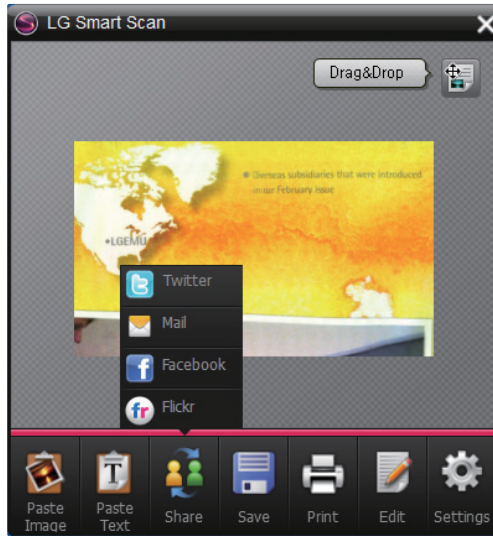 LG Smart Scan
Drag&Drop
Overseas subsidiaries that were introduced
in our February issue
•LGEMU
Twitter
Mail
Facebook
Flickr
Paste
Image
Paste
Text
Share
Save
Print
Edit
Settings